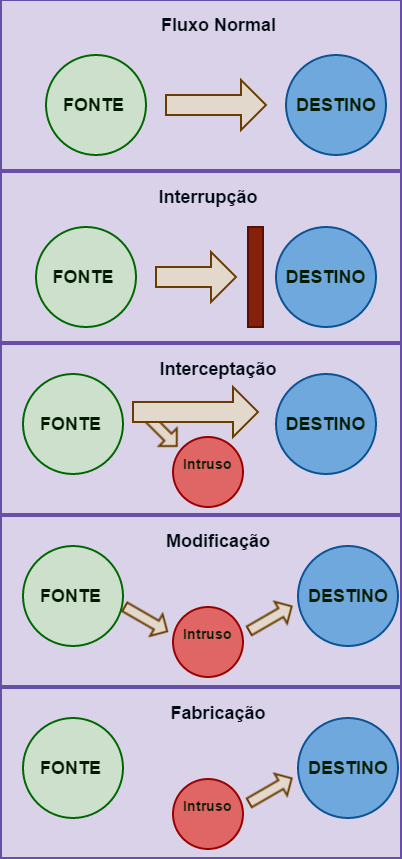 Fluxo Normal
FONTE
DESTINO
Interrupção
FONTE
DESTINO
Interceptação
FONTE
DESTINO
Intruso
Modificação
FONTE
DESTINO
Intruso
Fabricação
FONTE
DESTINO
Intruso